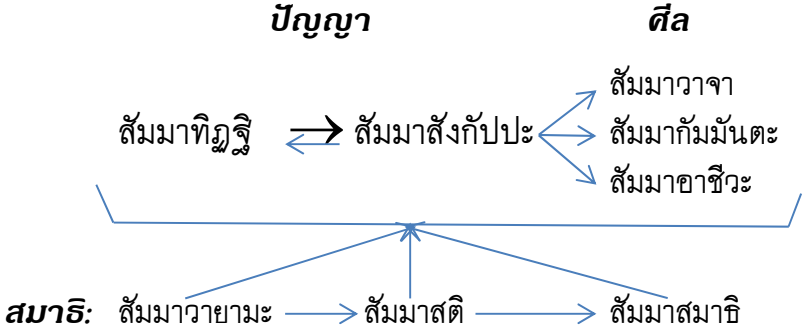 ปัญญา ศีล
สัมมาวาจา
สัมมาทิฏฐิ สัมมาสังกัปปะ สัมมากัมมันตะ
สัมมาอาชีวะ
สมาธิ: สัมมาวายามะ สัมมาสติ สัมมาสมาธิ